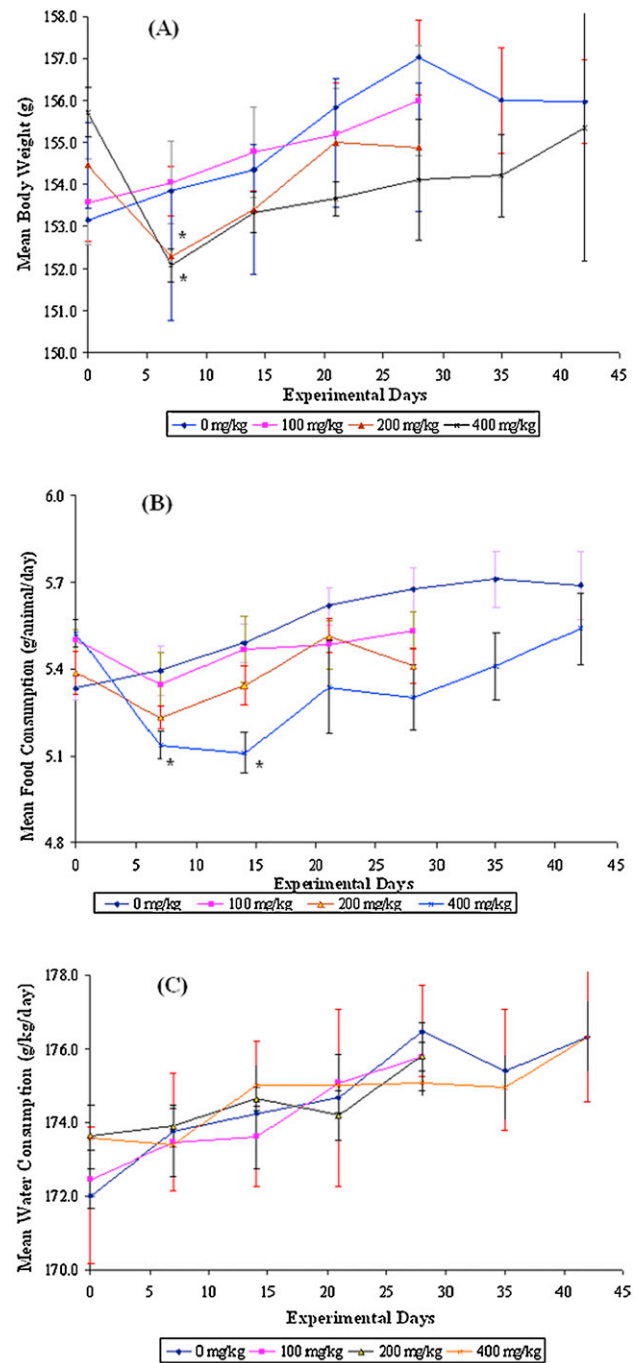 (A)
158.0
157.0
156.0
155.0
154.0
153.0
152.0
151.0
150.0
Mean Body Weight (g)
*
*
0 5 10 15 20 25 30 35 40 45
Experimental Days
0 mg/kg 100 mg/kg 200 mg/kg 400 mg/kg
(B)
6.0
5.7
5.4
5.1
4.8
Mean Food Consumption (g/animal/day)
* *
0 5 10 15 20 25 30 35 40 45
Experimental Days
0 mg/kg 100 mg/kg 200 mg/kg 400 mg/kg
(C)
178.0
176.0
174.0
172.0
170.0
Mean Water Consumption (g/kg/day)
0 5 10 15 20 25 30 35 40 45
Experimental Days
0 mg/kg 100 mg/kg 200 mg/kg 400 mg/kg